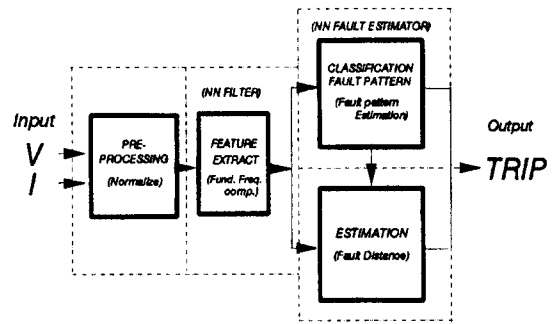 (NN FAULT ESTIMATOR)
(NN FILTER)
CLASSIFICATION
FAULT PATTERN
(Fault pattern
Estimation)
Input
V
I
PRE-
PROCESSING
(Normalize)
FEATURE
EXTRACT
(Fund. Freq.
comp.)
Output
TRIP
ESTIMATION
(Fault Distance)